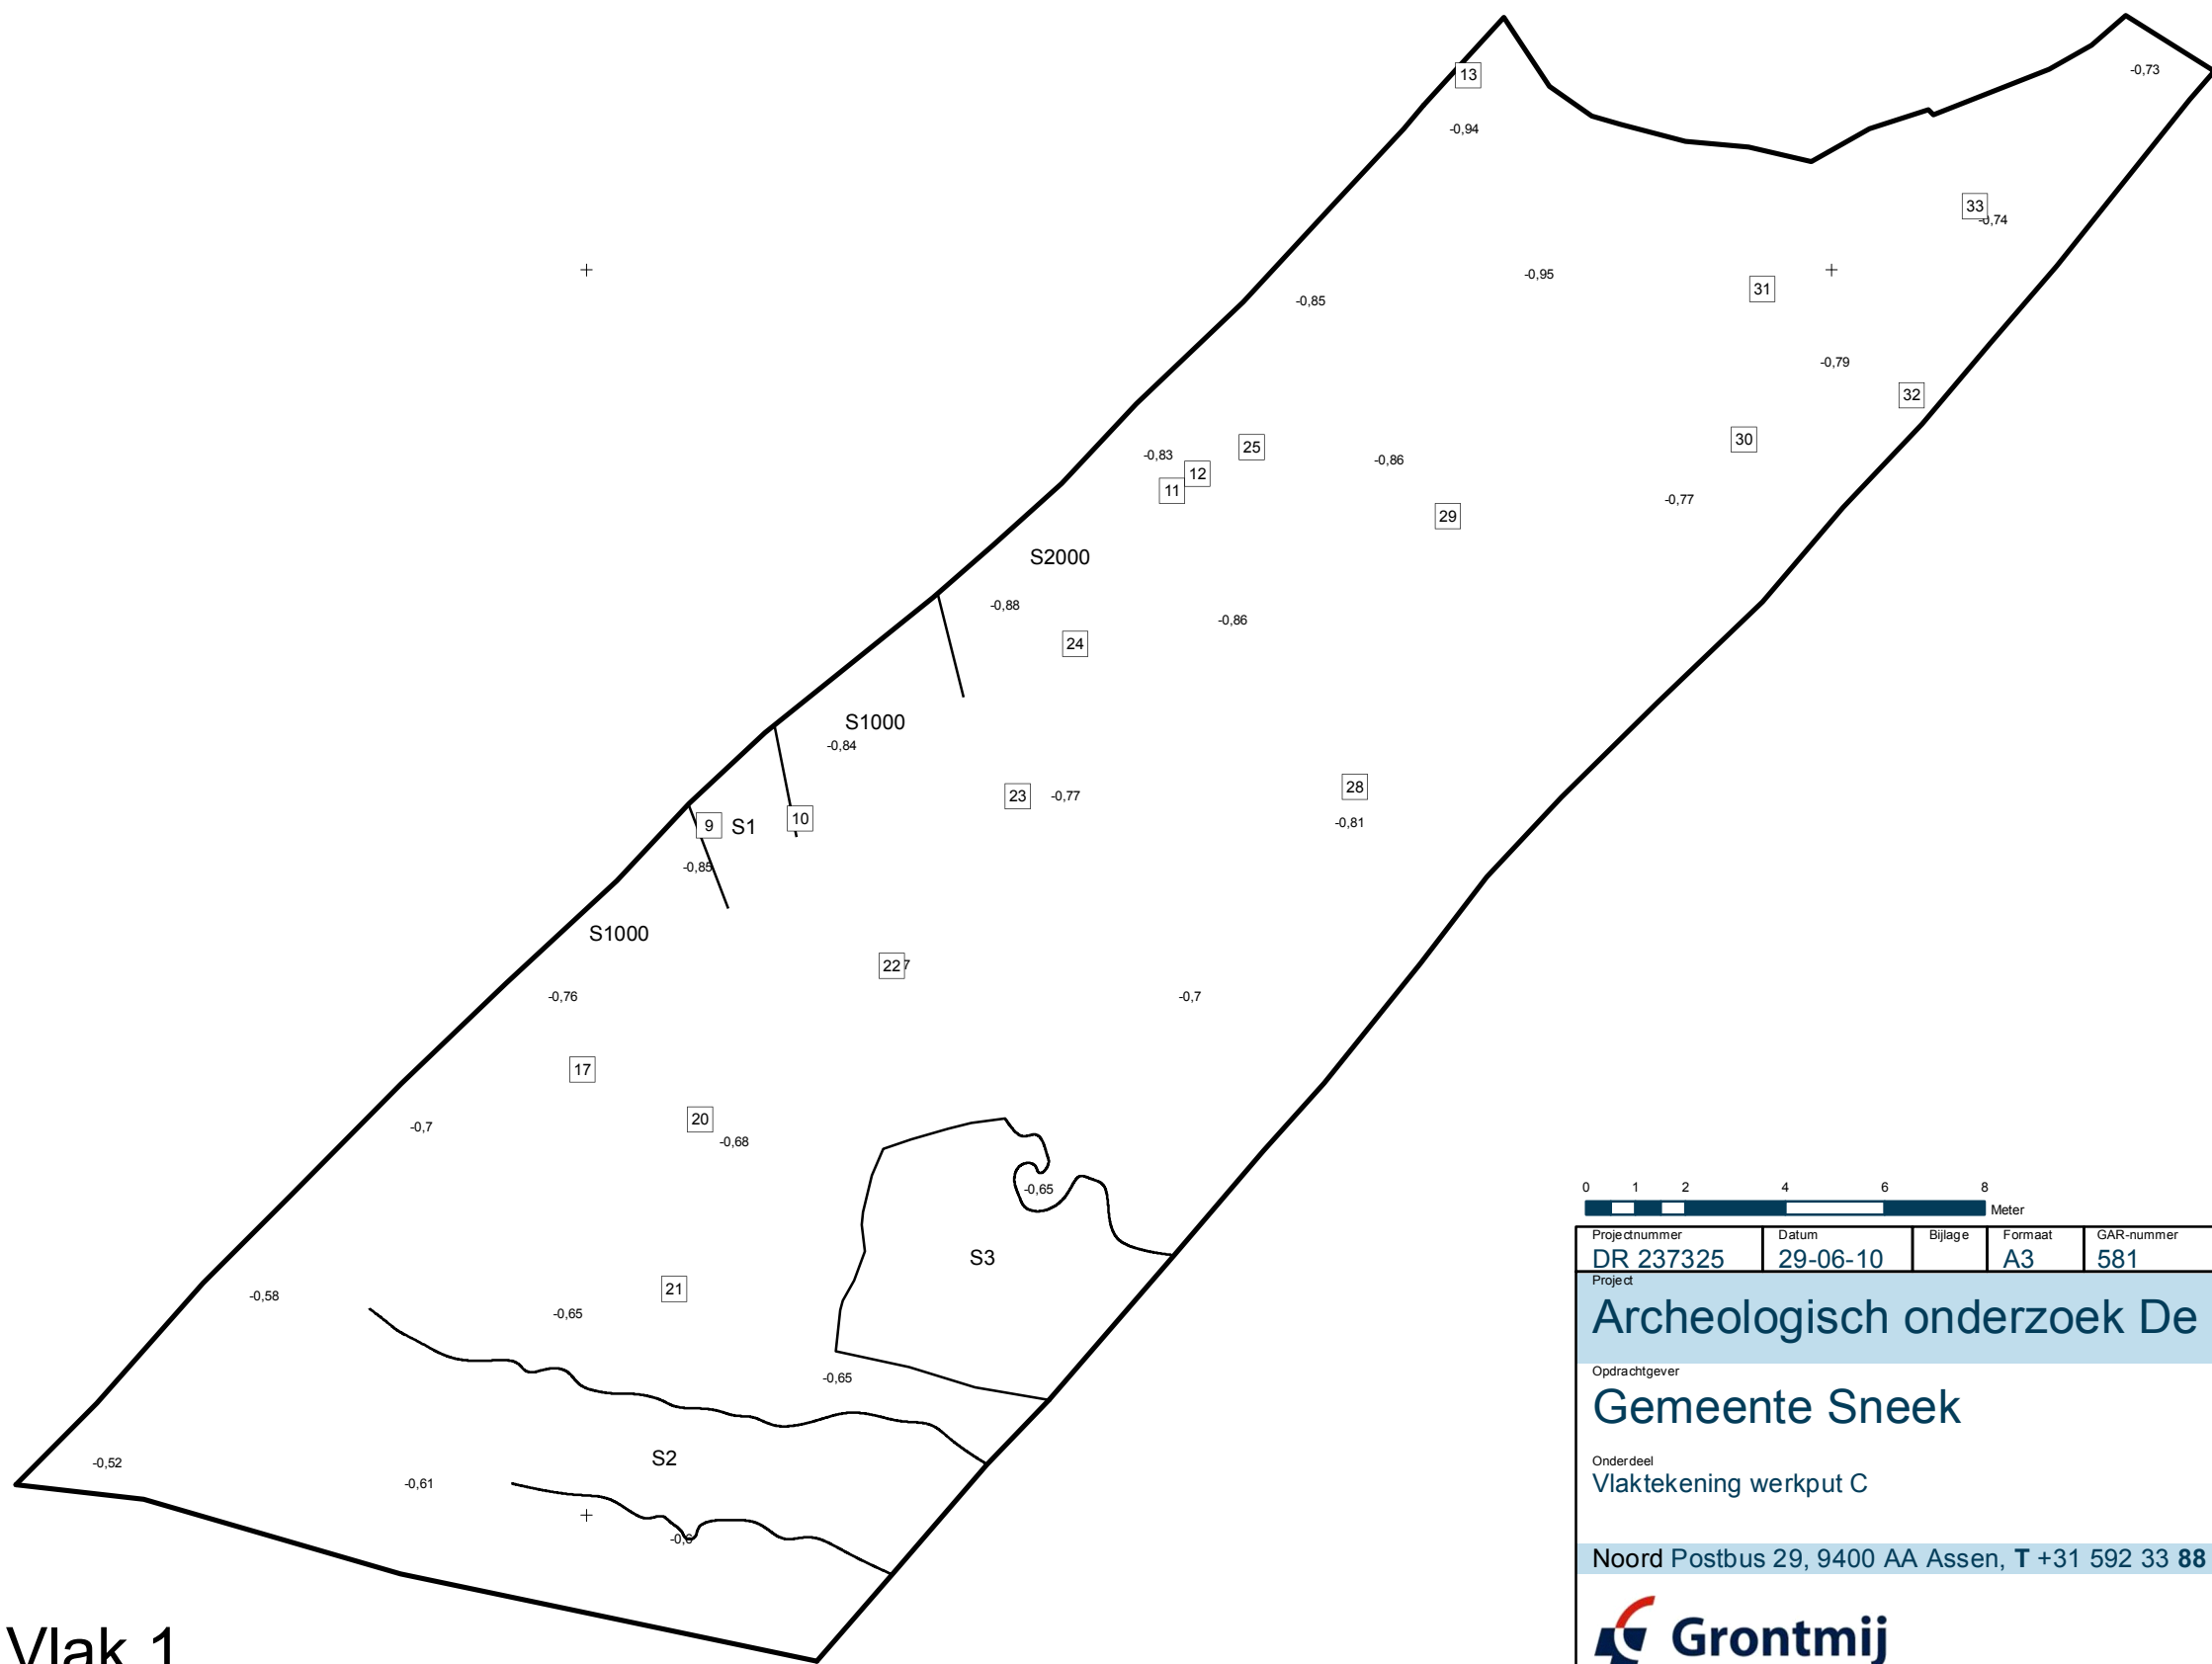 -0,73
13
-0,94
33
-0,74
-0,95
31
-0,85
-0,79
32
30
25
-0,83
-0,86
12
11
-0,77
29
S2000
-0,88
-0,86
24
S1000
-0,84
28
23
-0,77
10
-0,81
9
S1
-0,85
S1000
22
7
-0,76
-0,7
17
20
-0,7
-0,68
-0,65
S3
21
-0,58
-0,65
-0,65
S2
-0,52
-0,61
-0,6
Vlak 1
0 1 2 4 6 8
Meter
Projectnummer Datum Bijlage Formaat GAR-nummer
DR 237325 29-06-10 A3 581
Project
Archeologisch onderzoek De
Opdrachtgever
Gemeente Sneek
Onderdeel
Vlaktekening werkput C
Noord Postbus 29, 9400 AA Assen, T +31 592 33 88
Grontmij